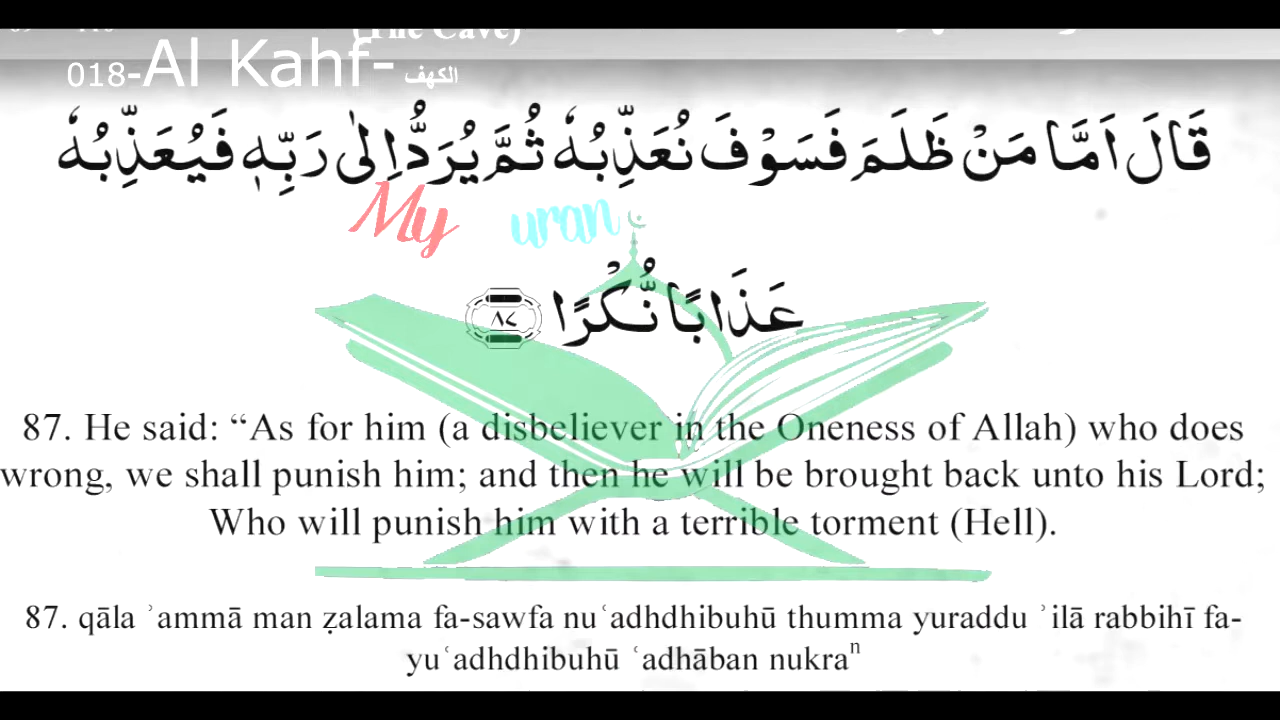 (The Cave)
018-Al Kahf-الكهف
قَالَ اَمَّا مَنْ ظَلَمَ فَسَوْفَ نُعَذِّبُهٗ ثُمَّ يُرَدُّ اِلٰى رَبِّهٖ فَيُعَذِّبُهٗ
My uran
عَذَابًا نُّكْرًا ٨٧
87. He said: “As for him (a disbeliever in the Oneness of Allah) who does
wrong, we shall punish him; and then he will be brought back unto his Lord;
Who will punish him with a terrible torment (Hell).
87. qāla ʾammā man ẓalama fa-sawfa nuʿadhdhibuhū thumma yuraddu ʾilā rabbihī fa-
yuʿadhdhibuhū ʿadhāban nukraⁿ